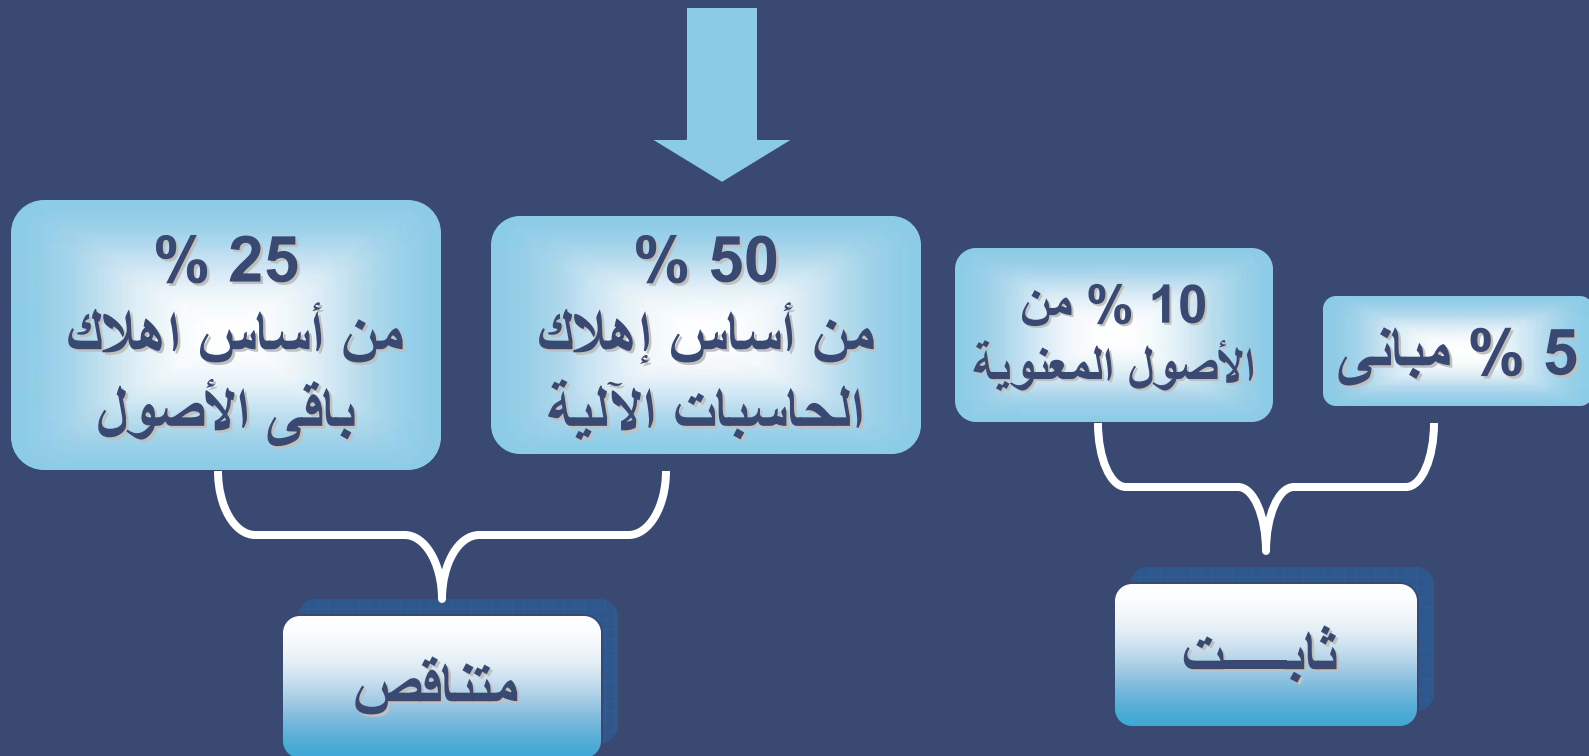 5 % مبانى
10 % من
الأصول المعنوية
50 %
من أساس إهلاك
الحاسبات الآلية
25 %
من أساس اهلاك
باقى الأصول
ثابـــت
متناقص